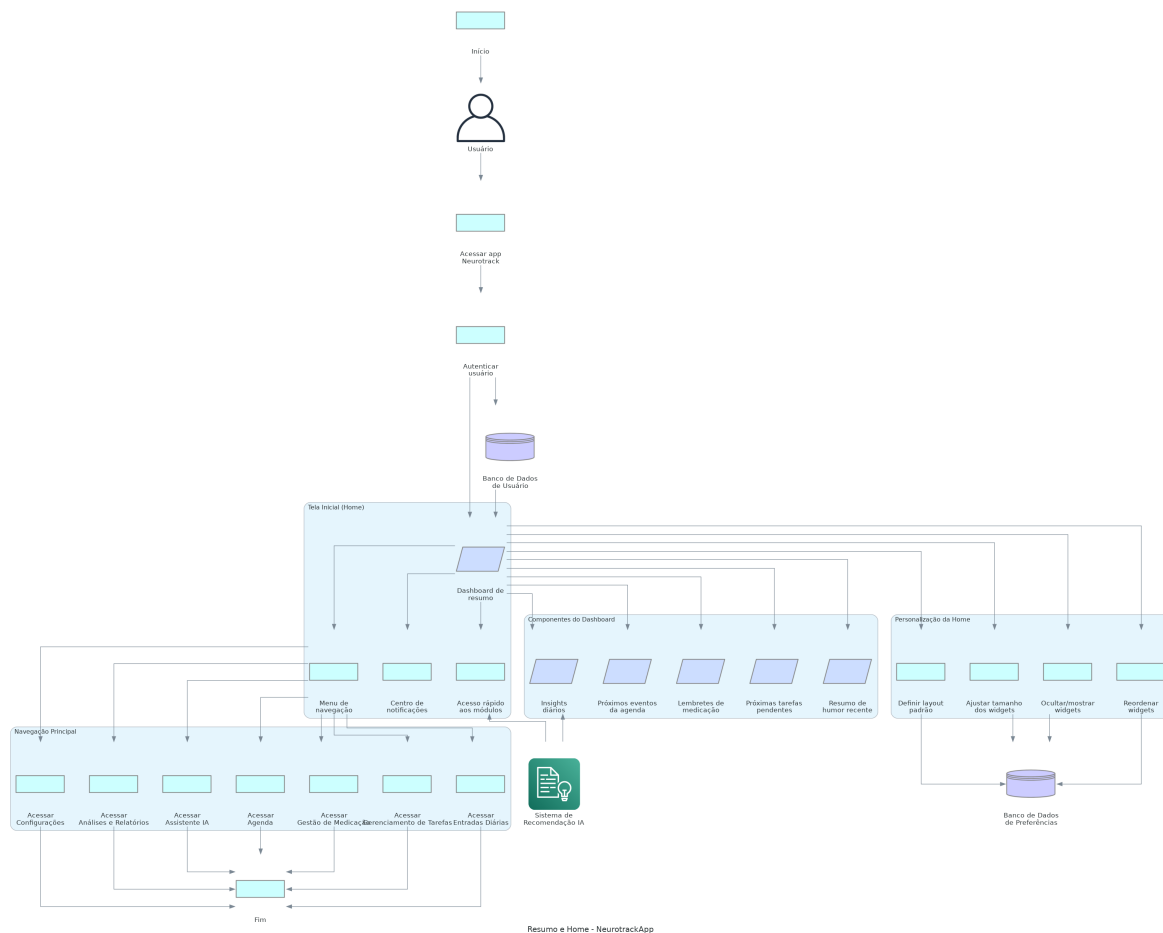 Início
Usuário
Acessar app
Neurotrack
Autenticar
usuário
Banco de Dados
de Usuário
Tela Inicial (Home)
Dashboard de
resumo
Menu de
navegação
Centro de
notificações
Acesso rápido
aos módulos
Componentes do Dashboard
Insights
diários
Próximos eventos
da agenda
Lembretes de
medicação
Próximas tarefas
pendentes
Resumo de
humor recente
Personalização da Home
Definir layout
padrão
Ajustar tamanho
dos widgets
Ocultar/mostrar
widgets
Reordenar
widgets
Navegação Principal
Acessar
Configurações
Acessar
Análises e Relatórios
Acessar
Assistente IA
Acessar
Agenda
Acessar
Gestão de Medicação
Acessar
Gerenciamento de Tarefas
Acessar
Entradas Diárias
Sistema de
Recomendação IA
Banco de Dados
de Preferências
Fim
Resumo e Home - NeurotrackApp